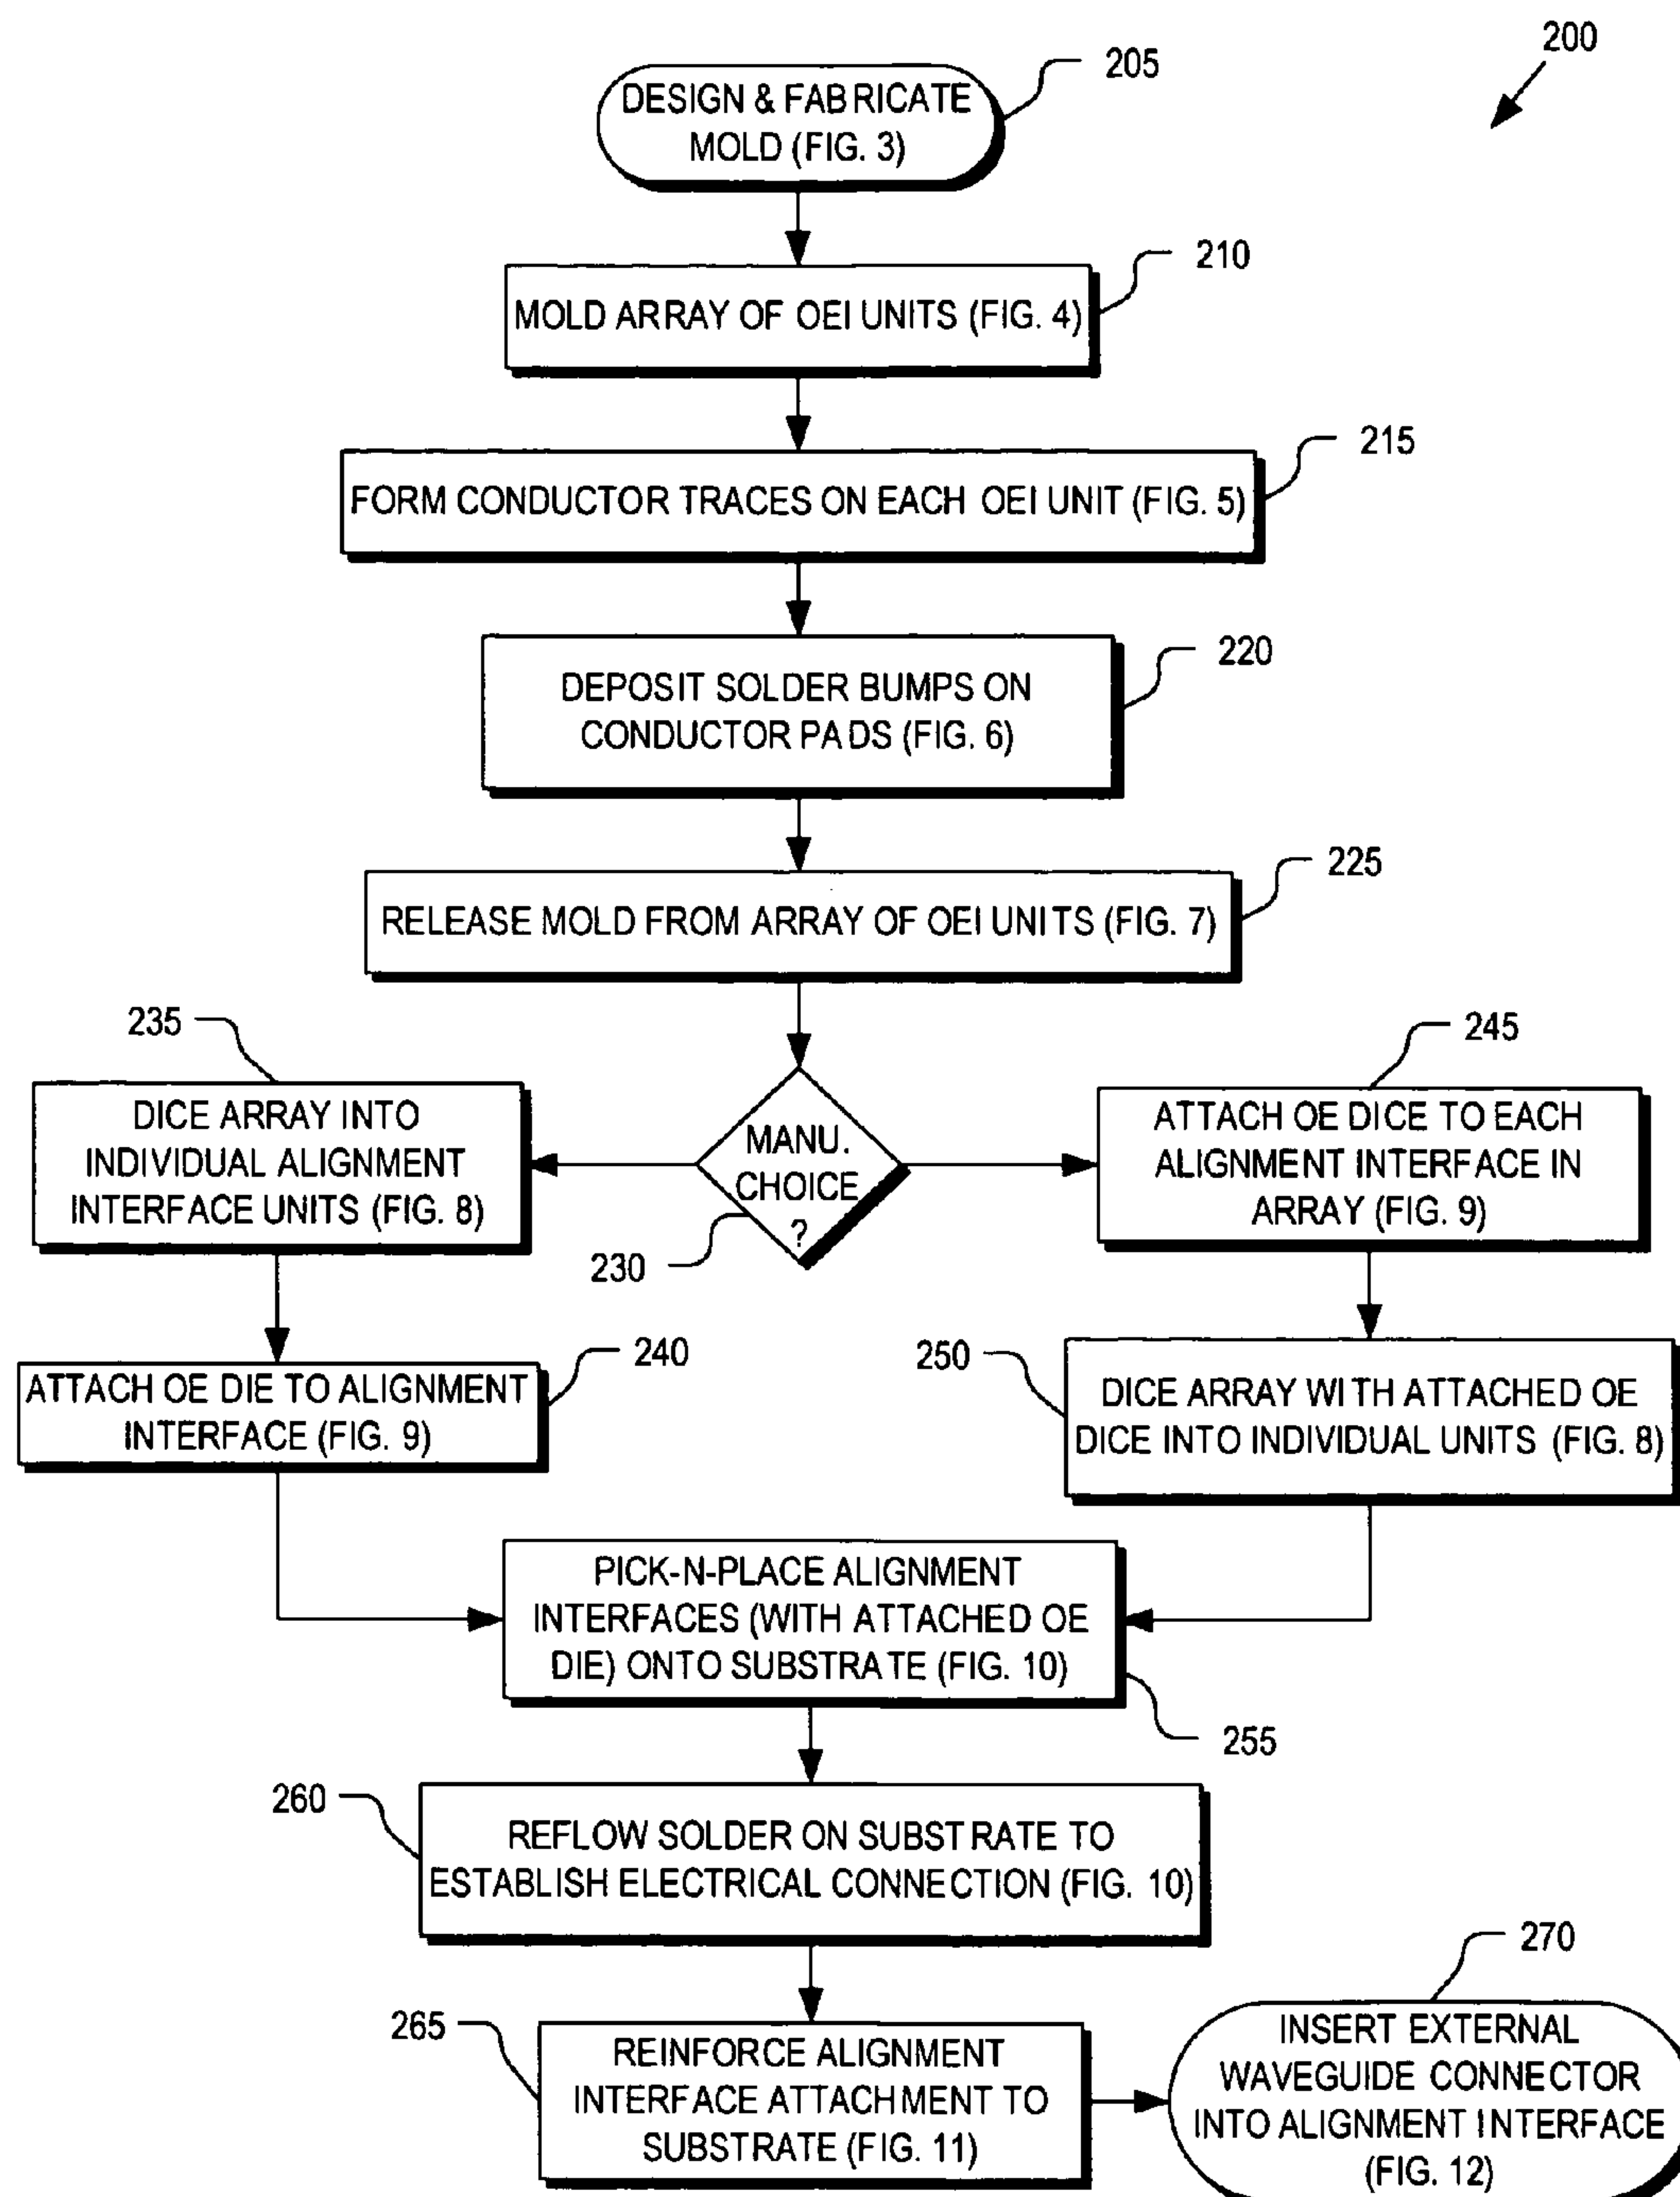 200
205
DESIGN & FABRICATE
MOLD (FIG. 3)
210
MOLD ARRAY OF OEI UNITS (FIG. 4)
215
FORM CONDUCTOR TRACES ON EACH OEI UNIT (FIG. 5)
220
DEPOSIT SOLDER BUMPS ON
CONDUCTOR PADS (FIG. 6)
225
RELEASE MOLD FROM ARRAY OF OEI UNITS (FIG. 7)
230
MANU.
CHOICE
?
235
DICE ARRAY INTO
INDIVIDUAL ALIGNMENT
INTERFACE UNITS (FIG. 8)
240
ATTACH OE DIE TO ALIGNMENT
INTERFACE (FIG. 9)
245
ATTACH OE DICE TO EACH
ALIGNMENT INTERFACE IN
ARRAY (FIG. 9)
250
DICE ARRAY WITH ATTACHED OE
DICE INTO INDIVIDUAL UNITS (FIG. 8)
PICK-N-PLACE ALIGNMENT
INTERFACES (WITH ATTACHED OE
DIE) ONTO SUBSTRATE (FIG. 10)
255
260
REFLOW SOLDER ON SUBSTRATE TO
ESTABLISH ELECTRICAL CONNECTION (FIG. 10)
265
REINFORCE ALIGNMENT
INTERFACE ATTACHMENT TO
SUBSTRATE (FIG. 11)
270
INSERT EXTERNAL
WAVEGUIDE CONNECTOR
INTO ALIGNMENT INTERFACE
(FIG. 12)